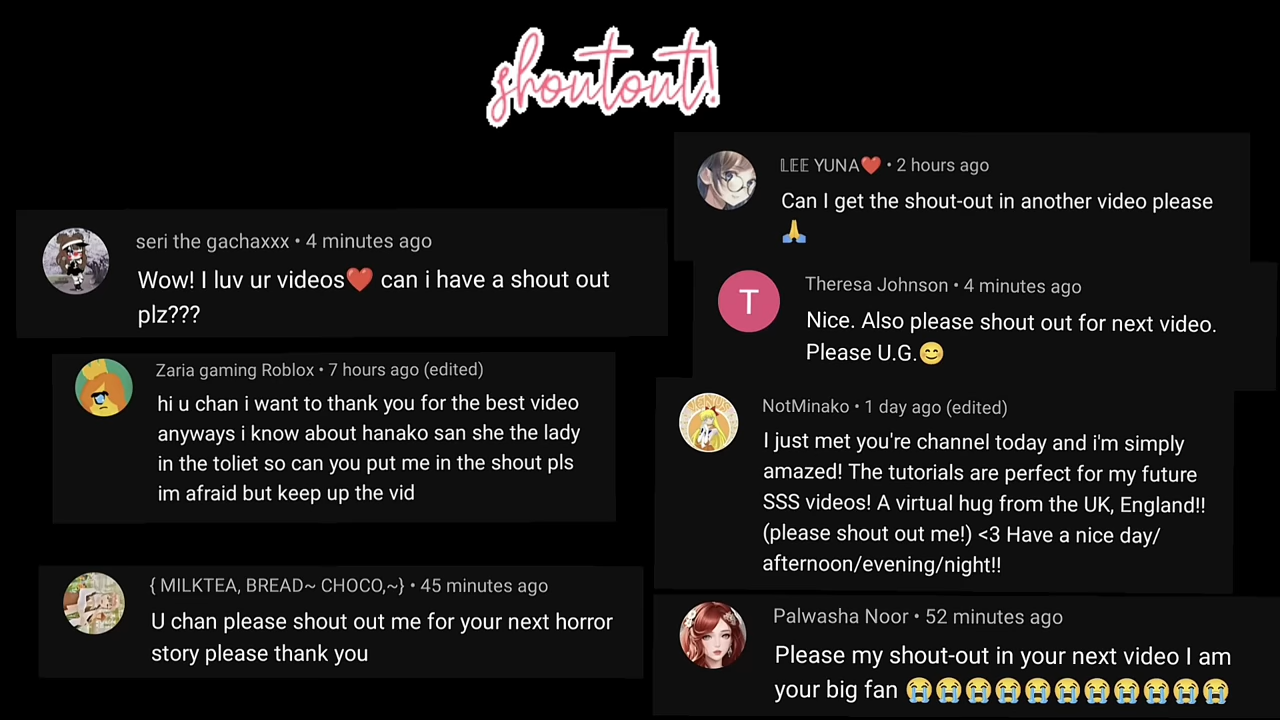 shoutout!
seri the gachaxxx • 4 minutes ago
Wow! I luv ur videos❤️ can i have a shout out
plz???
Zaria gaming Roblox • 7 hours ago (edited)
hi u chan i want to thank you for the best video
anyways i know about hanako san she the lady
in the toliet so can you put me in the shout pls
im afraid but keep up the vid
{ MILKTEA, BREAD~ CHOCO,~} • 45 minutes ago
U chan please shout out me for your next horror
story please thank you
𝕃𝔼𝔼 YUNA❤️ • 2 hours ago
Can I get the shout-out in another video please
🙏
T
Theresa Johnson • 4 minutes ago
Nice. Also please shout out for next video.
Please U.G.😊
VENUS
NotMinako • 1 day ago (edited)
I just met you're channel today and i'm simply
amazed! The tutorials are perfect for my future
SSS videos! A virtual hug from the UK, England!!
(please shout out me!) <3 Have a nice day/
afternoon/evening/night!!
Palwasha Noor • 52 minutes ago
Please my shout-out in your next video I am
your big fan 😭😭😭😭😭😭😭😭😭😭😭